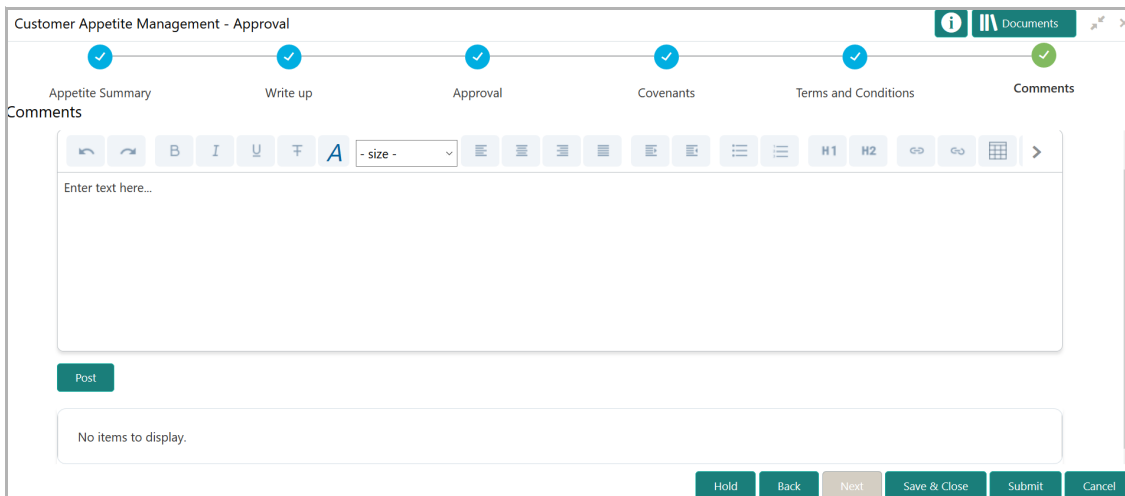 Customer Appetite Management - Approval
Documents
Appetite Summary Write up Approval Covenants Terms and Conditions Comments
Comments
B I U T A - size - H1 H2
Enter text here...
Post
No items to display.
Hold Back Next Save & Close Submit Cancel